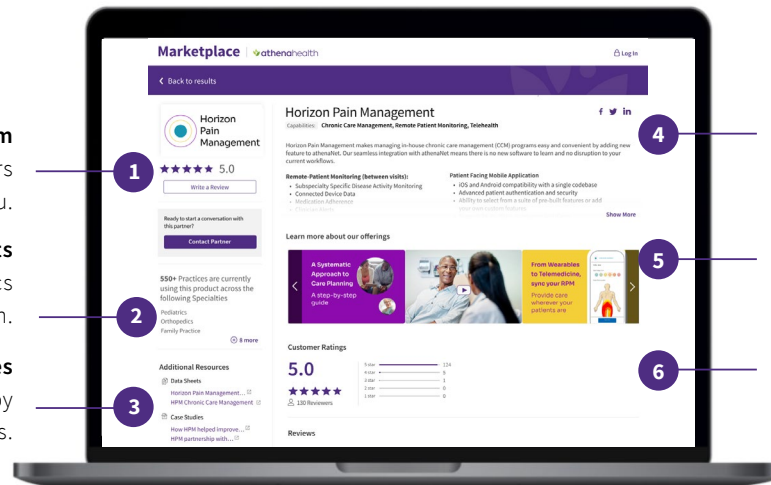 Marketplace athenahealth
Log In
Back to results
m
rs
u.
ts
cs
n.
es
by
s.
1
2
3
4
5
6
Horizon
Pain
Management
5.0
Write a Review
Ready to start a conversation with
this partner?
Contact Partner
550+ Practices are currently
using this product across the
following Specialties
Pediatrics
Orthopedics
Family Practice
8 more
Additional Resources
Data Sheets
Horizon Pain Management...
HPM Chronic Care Management
Case Studies
How HPM helped improve...
HPM partnership with...
Horizon Pain Management
Capabilities: Chronic Care Management, Remote Patient Monitoring, Telehealth
Horizon Pain Management makes managing in-house chronic care management (CCM) programs easy and convenient by adding new
feature to athenaNet. Our seamless integration with athenaNet means there is no new software to learn and no disruption to your
current workflows.
Remote-Patient Monitoring (between visits):
• Subspecialty Specific Disease Activity Monitoring
• Connected Device Data
• Medication Adherence
Patient Facing Mobile Application
• iOS and Android compatibility with a single codebase
• Advanced patient authentication and security
• Ability to select from a suite of pre-built features or add
your own custom features
Show More
Learn more about our offerings
A Systematic
Approach to
Care Planning
A step-by-step
guide
From Wearables
to Telemedicine,
sync your RPM
Provide care
wherever your
patients are
Customer Ratings
5.0
130 Reviewers
5 star 124
4 star
3 star 1
2 star 0
1 star 0
Reviews